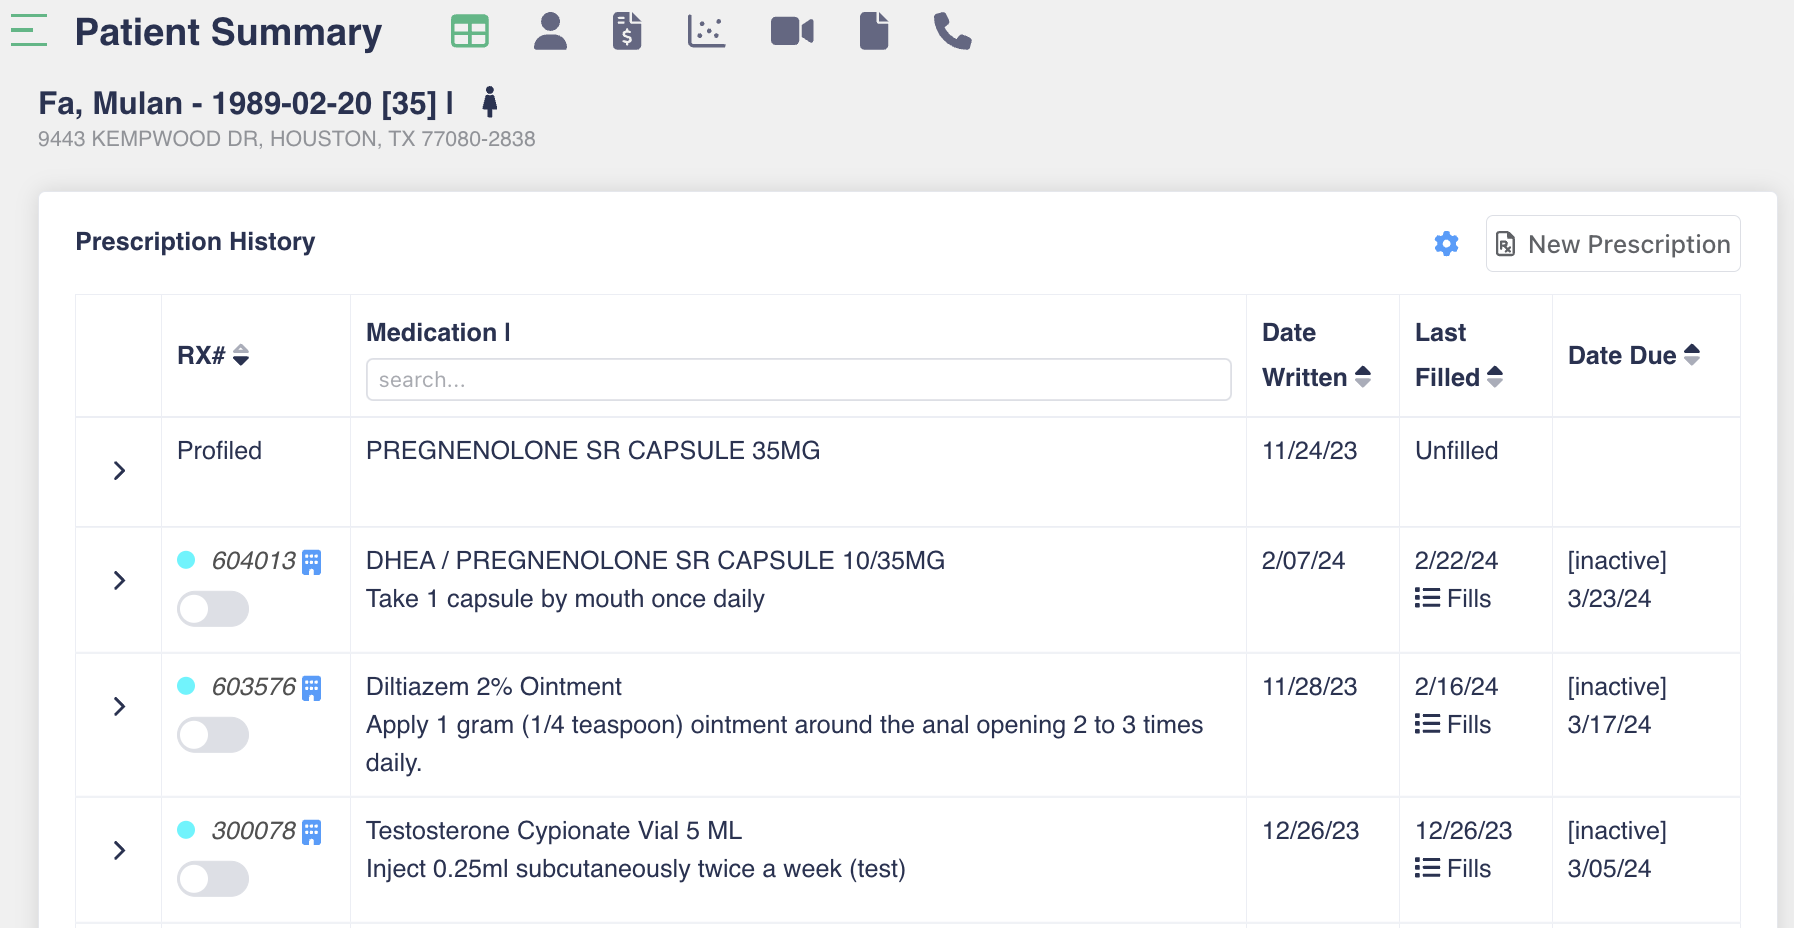 Patient Summary
Fa, Mulan - 1989-02-20 [35] |
9443 KEMPWOOD DR, HOUSTON, TX 77080-2838
Prescription History
New Prescription
RX#
Medication |
search...
Date
Written
Last
Filled
Date Due
Profiled
PREGNENOLONE SR CAPSULE 35MG
11/24/23
Unfilled
604013
DHEA / PREGNENOLONE SR CAPSULE 10/35MG
Take 1 capsule by mouth once daily
2/07/24
2/22/24
Fills
[inactive]
3/23/24
603576
Diltiazem 2% Ointment
Apply 1 gram (1/4 teaspoon) ointment around the anal opening 2 to 3 times
daily.
11/28/23
2/16/24
Fills
[inactive]
3/17/24
300078
Testosterone Cypionate Vial 5 ML
Inject 0.25ml subcutaneously twice a week (test)
12/26/23
12/26/23
Fills
[inactive]
3/05/24